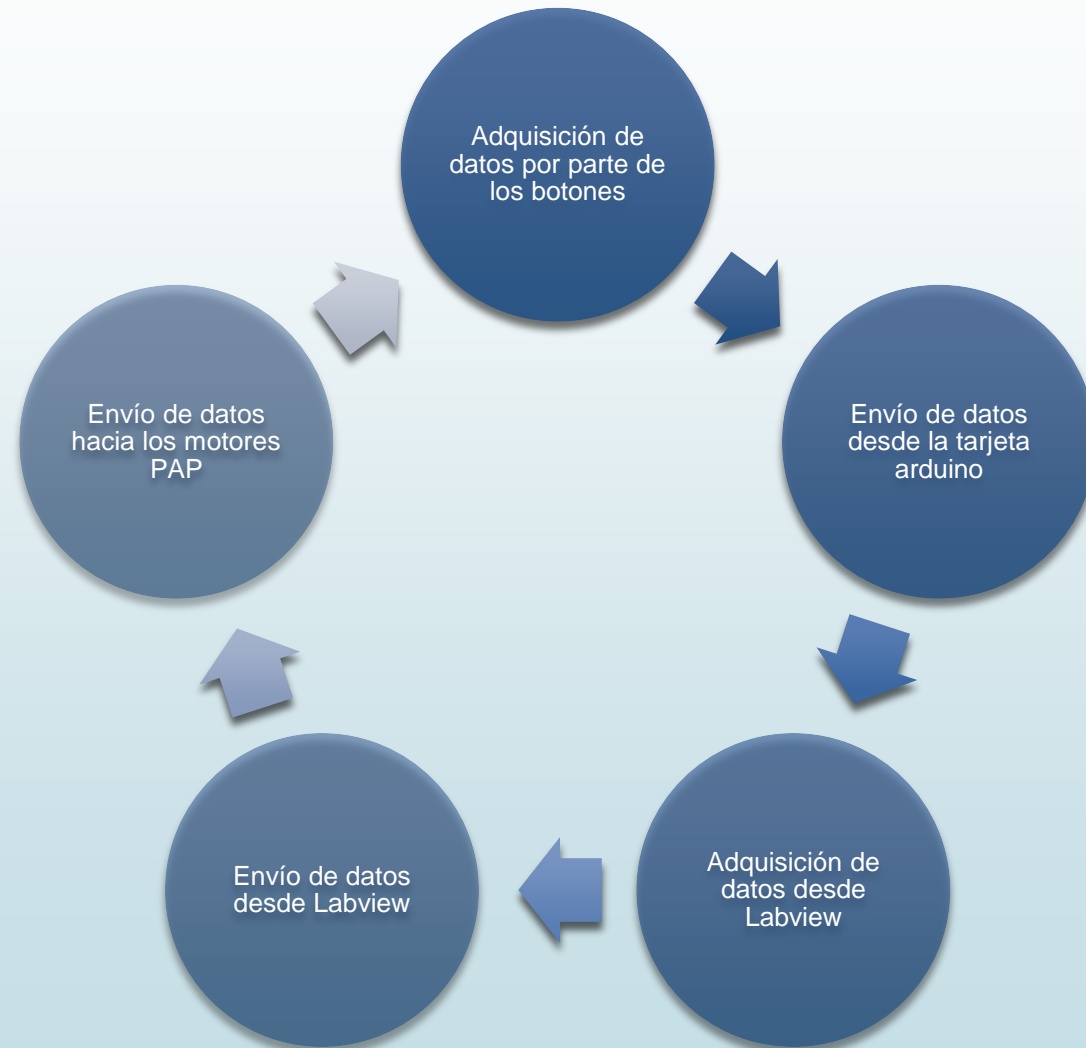 Adquisición de
datos por parte de
los botones
Envío de datos
desde la tarjeta
arduino
Adquisición de
datos desde
Labview
Envío de datos
desde Labview
Envío de datos
hacia los motores
PAP